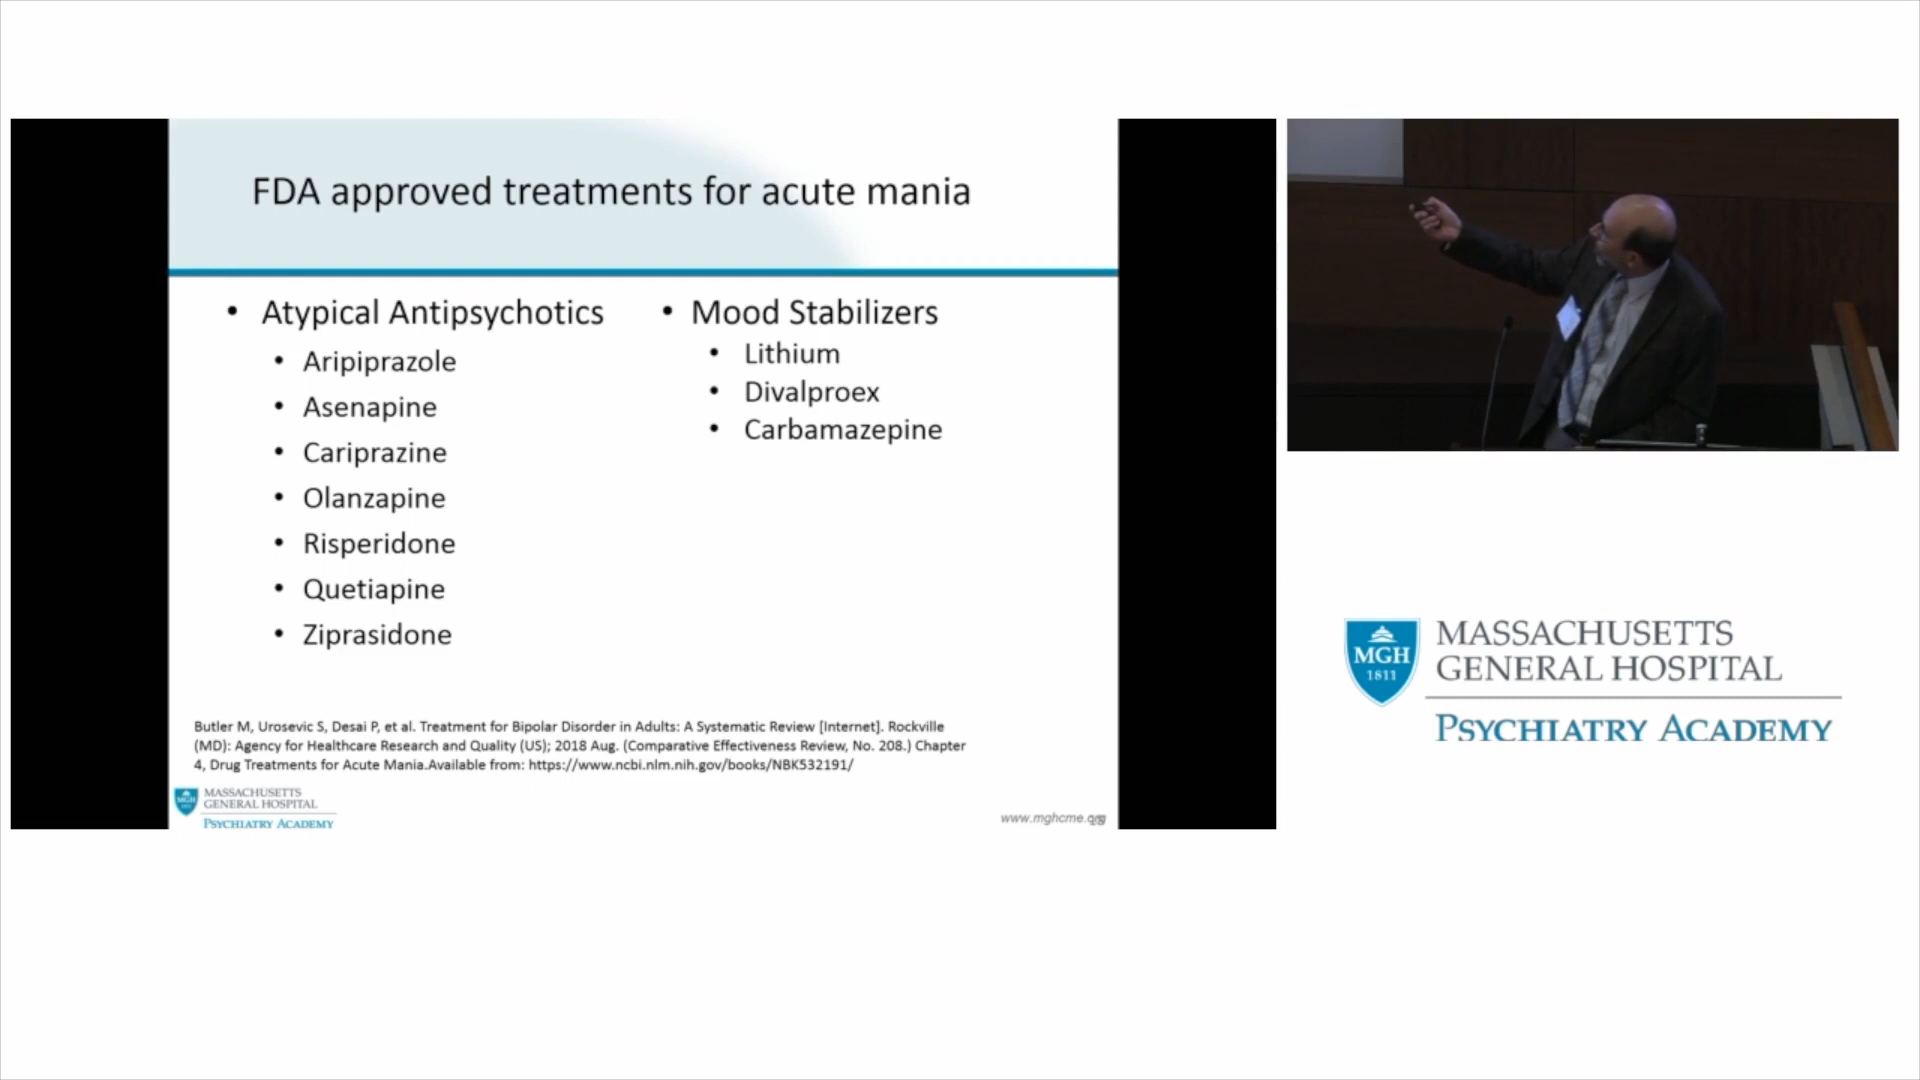 FDA approved treatments for acute mania
• Atypical Antipsychotics
• Aripiprazole
• Asenapine
• Cariprazine
• Olanzapine
• Risperidone
• Quetiapine
• Ziprasidone
• Mood Stabilizers
• Lithium
• Divalproex
• Carbamazepine
Butler M, Urosevic S, Desai P, et al. Treatment for Bipolar Disorder in Adults: A Systematic Review [Internet]. Rockville
(MD): Agency for Healthcare Research and Quality (US); 2018 Aug. (Comparative Effectiveness Review, No. 208.) Chapter
4, Drug Treatments for Acute Mania.Available from: https://www.ncbi.nlm.nih.gov/books/NBK532191/
MGH
MASSACHUSETTS
GENERAL HOSPITAL
PSYCHIATRY ACADEMY
www.mghcme.org
MGH
1811
MASSACHUSETTS
GENERAL HOSPITAL
PSYCHIATRY ACADEMY